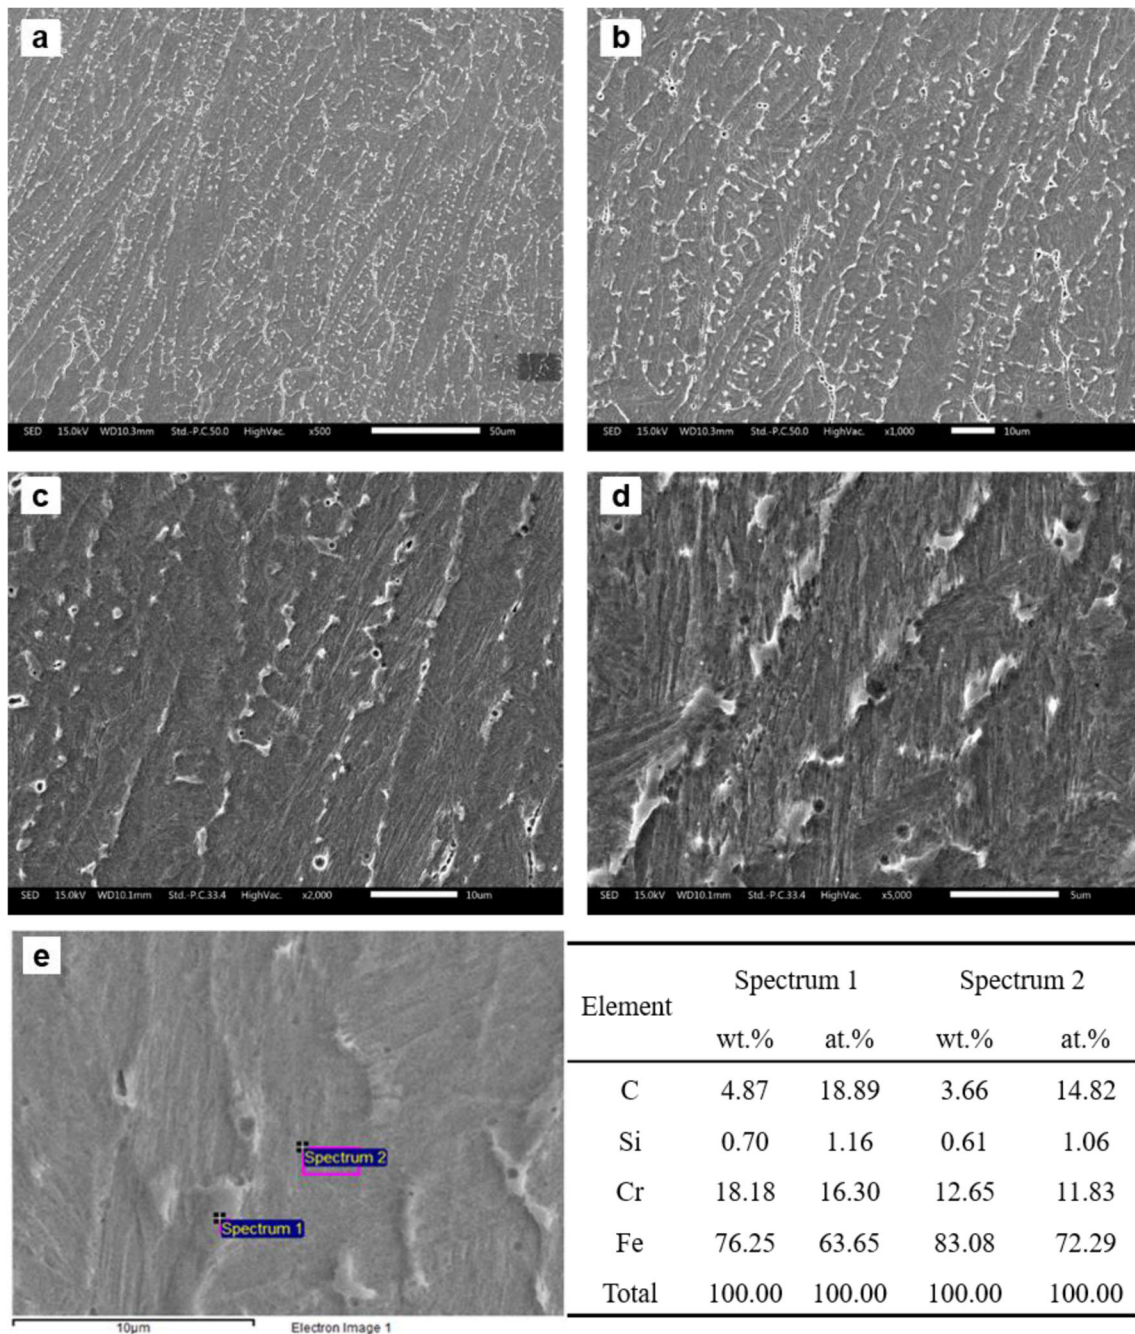 a
SED 15.0kV WD10.3mm Std.-P.C.50.0 HighVac. x500 50um
b
SED 15.0kV WD10.3mm Std.-P.C.50.0 HighVac. x1,000 10um
c
SED 15.0kV WD10.1mm Std.-P.C.33.4 HighVac. x2,000 10um
d
SED 15.0kV WD10.1mm Std.-P.C.33.4 HighVac. x5,000 5um
e
Spectrum 2
Spectrum 1
10µm Electron Image 1
Element Spectrum 1 Spectrum 2
wt.% at.% wt.% at.%
C 4.87 18.89 3.66 14.82
Si 0.70 1.16 0.61 1.06
Cr 18.18 16.30 12.65 11.83
Fe 76.25 63.65 83.08 72.29
Total 100.00 100.00 100.00 100.00